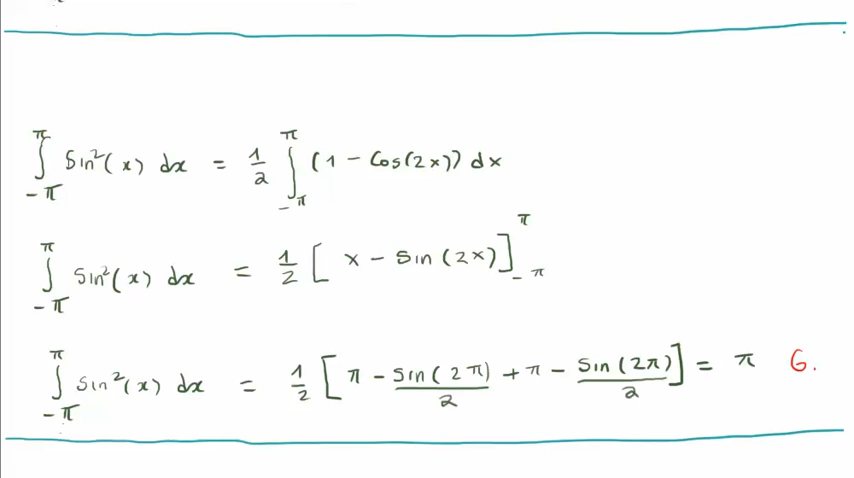 ∫_{-π}^{π} Sin²(x) dx = 1/2 ∫_{-π}^{π} (1 - Cos(2x)) dx
∫_{-π}^{π} Sin²(x) dx = 1/2 [ x - Sin(2x) ]_{-π}^{π}
∫_{-π}^{π} Sin²(x) dx = 1/2 [ π - Sin(2π)/2 + π - Sin(2π)/2 ] = π 6.